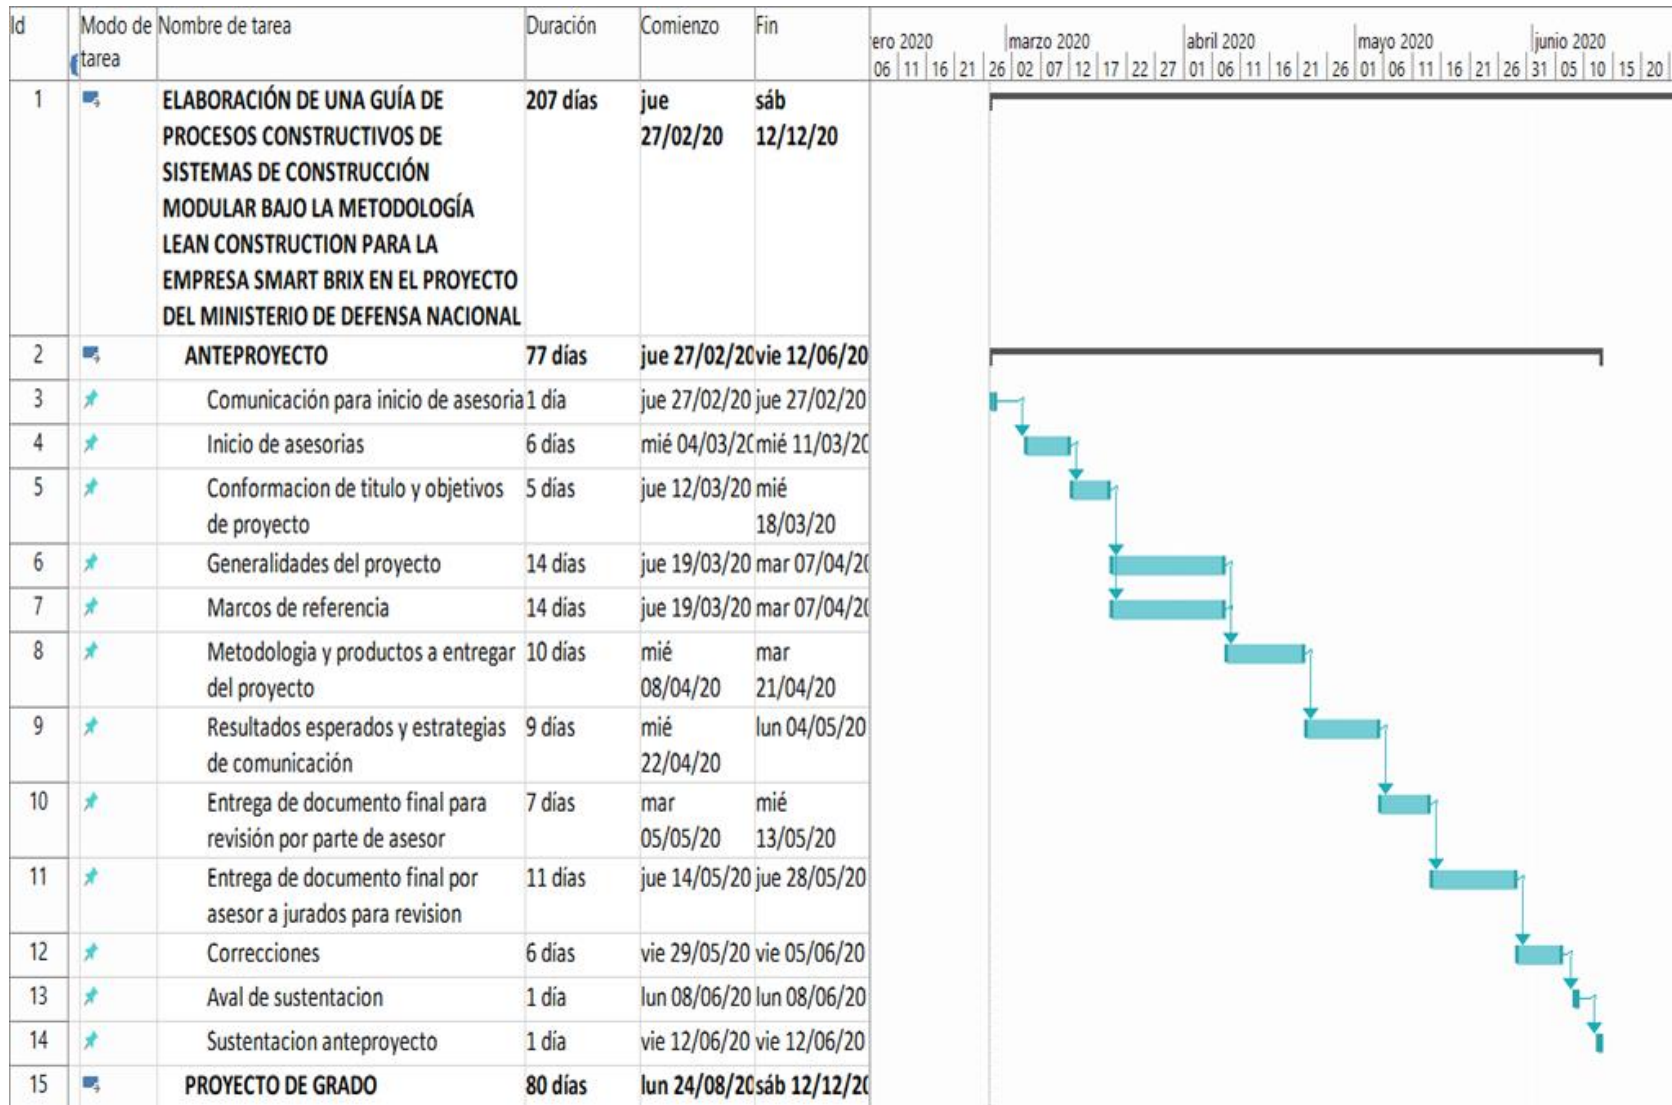 Id
Modo de tarea
Nombre de tarea
Duración
Comienzo
Fin
ero 2020
marzo 2020
abril 2020
mayo 2020
junio 2020
06 11 16 21 26 02 07 12 17 22 27 01 06 11 16 21 26 01 06 11 16 21 26 31 05 10 15 20
1
ELABORACIÓN DE UNA GUÍA DE
PROCESOS CONSTRUCTIVOS DE
SISTEMAS DE CONSTRUCCIÓN
MODULAR BAJO LA METODOLOGÍA
LEAN CONSTRUCTION PARA LA
EMPRESA SMART BRIX EN EL PROYECTO
DEL MINISTERIO DE DEFENSA NACIONAL
207 días
jue
27/02/20
sáb
12/12/20
2 ANTEPROYECTO 77 días jue 27/02/20 vie 12/06/20
3 Comunicación para inicio de asesoria 1 día jue 27/02/20 jue 27/02/20
4 Inicio de asesorias 6 días mié 04/03/20 mié 11/03/20
5 Conformacion de titulo y objetivos
de proyecto
5 días
jue 12/03/20
mié
18/03/20
6 Generalidades del proyecto 14 días jue 19/03/20 mar 07/04/20
7 Marcos de referencia 14 días jue 19/03/20 mar 07/04/20
8 Metodologia y productos a entregar
del proyecto
10 días
mié
08/04/20
mar
21/04/20
9 Resultados esperados y estrategias
de comunicación
9 días
mié
22/04/20
lun 04/05/20
10 Entrega de documento final para
revisión por parte de asesor
7 días
mar
05/05/20
mié
13/05/20
11 Entrega de documento final por
asesor a jurados para revision
11 días
jue 14/05/20
jue 28/05/20
12 Correcciones 6 días vie 29/05/20 vie 05/06/20
13 Aval de sustentacion 1 día lun 08/06/20 lun 08/06/20
14 Sustentacion anteproyecto 1 día vie 12/06/20 vie 12/06/20
15 PROYECTO DE GRADO 80 días lun 24/08/20 sáb 12/12/20